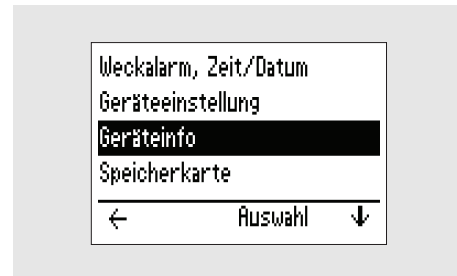 Weckalarm, Zeit/Datum
Geräteeinstellung
Geräteinfo
Speicherkarte
← Auswahl ↓